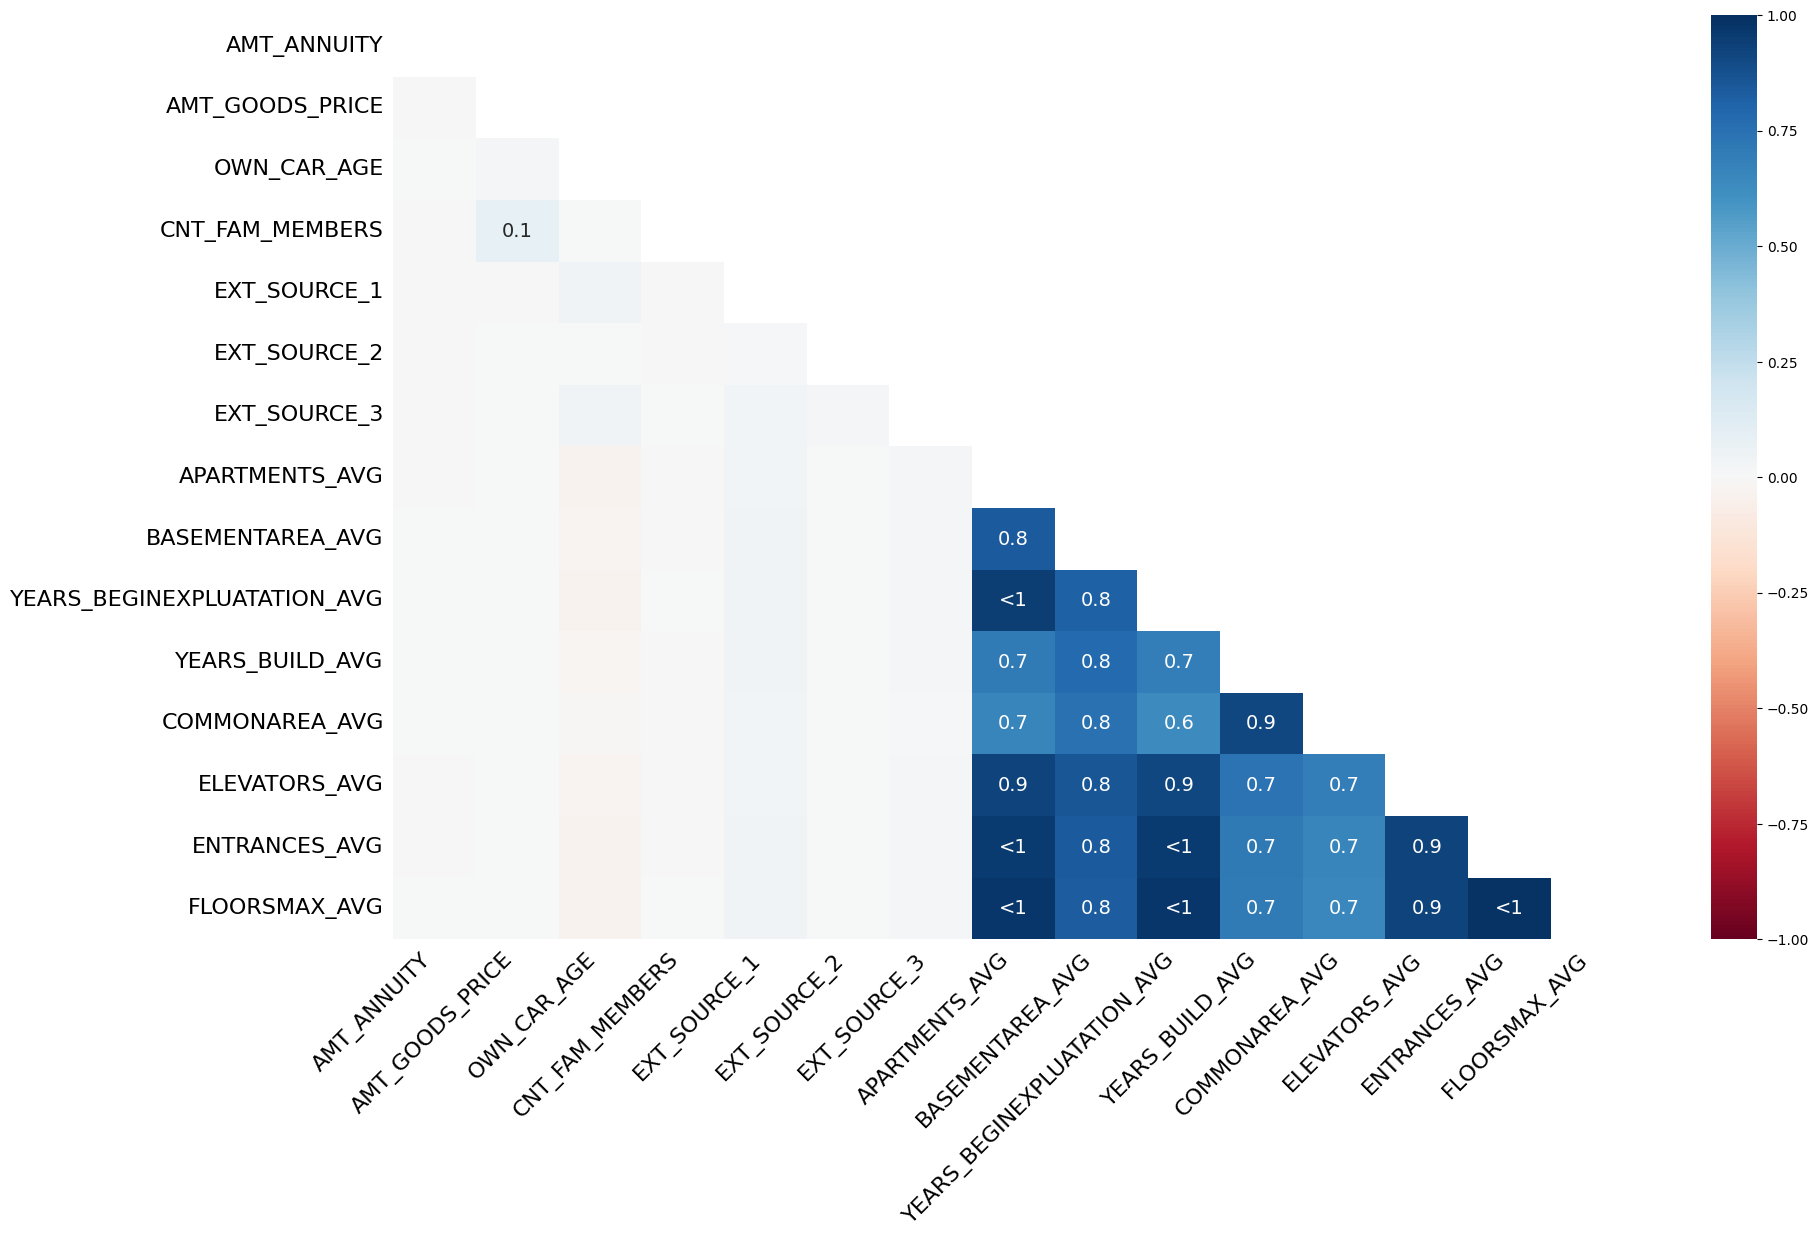 AMT_ANNUITY
AMT_GOODS_PRICE
OWN_CAR_AGE
CNT_FAM_MEMBERS 0.1
EXT_SOURCE_1
EXT_SOURCE_2
EXT_SOURCE_3
APARTMENTS_AVG
BASEMENTAREA_AVG 0.8
YEARS_BEGINEXPLUATATION_AVG <1 0.8
YEARS_BUILD_AVG 0.7 0.8 0.7
COMMONAREA_AVG 0.7 0.8 0.6 0.9
ELEVATORS_AVG 0.9 0.8 0.9 0.7 0.7
ENTRANCES_AVG <1 0.8 <1 0.7 0.7 0.9
FLOORSMAX_AVG <1 0.8 <1 0.7 0.7 0.9 <1
AMT_ANNUITY
AMT_GOODS_PRICE
OWN_CAR_AGE
CNT_FAM_MEMBERS
EXT_SOURCE_1
EXT_SOURCE_2
EXT_SOURCE_3
APARTMENTS_AVG
BASEMENTAREA_AVG
YEARS_BEGINEXPLUATATION_AVG
YEARS_BUILD_AVG
COMMONAREA_AVG
ELEVATORS_AVG
ENTRANCES_AVG
FLOORSMAX_AVG
1.00
0.75
0.50
0.25
0.00
−0.25
−0.50
−0.75
−1.00